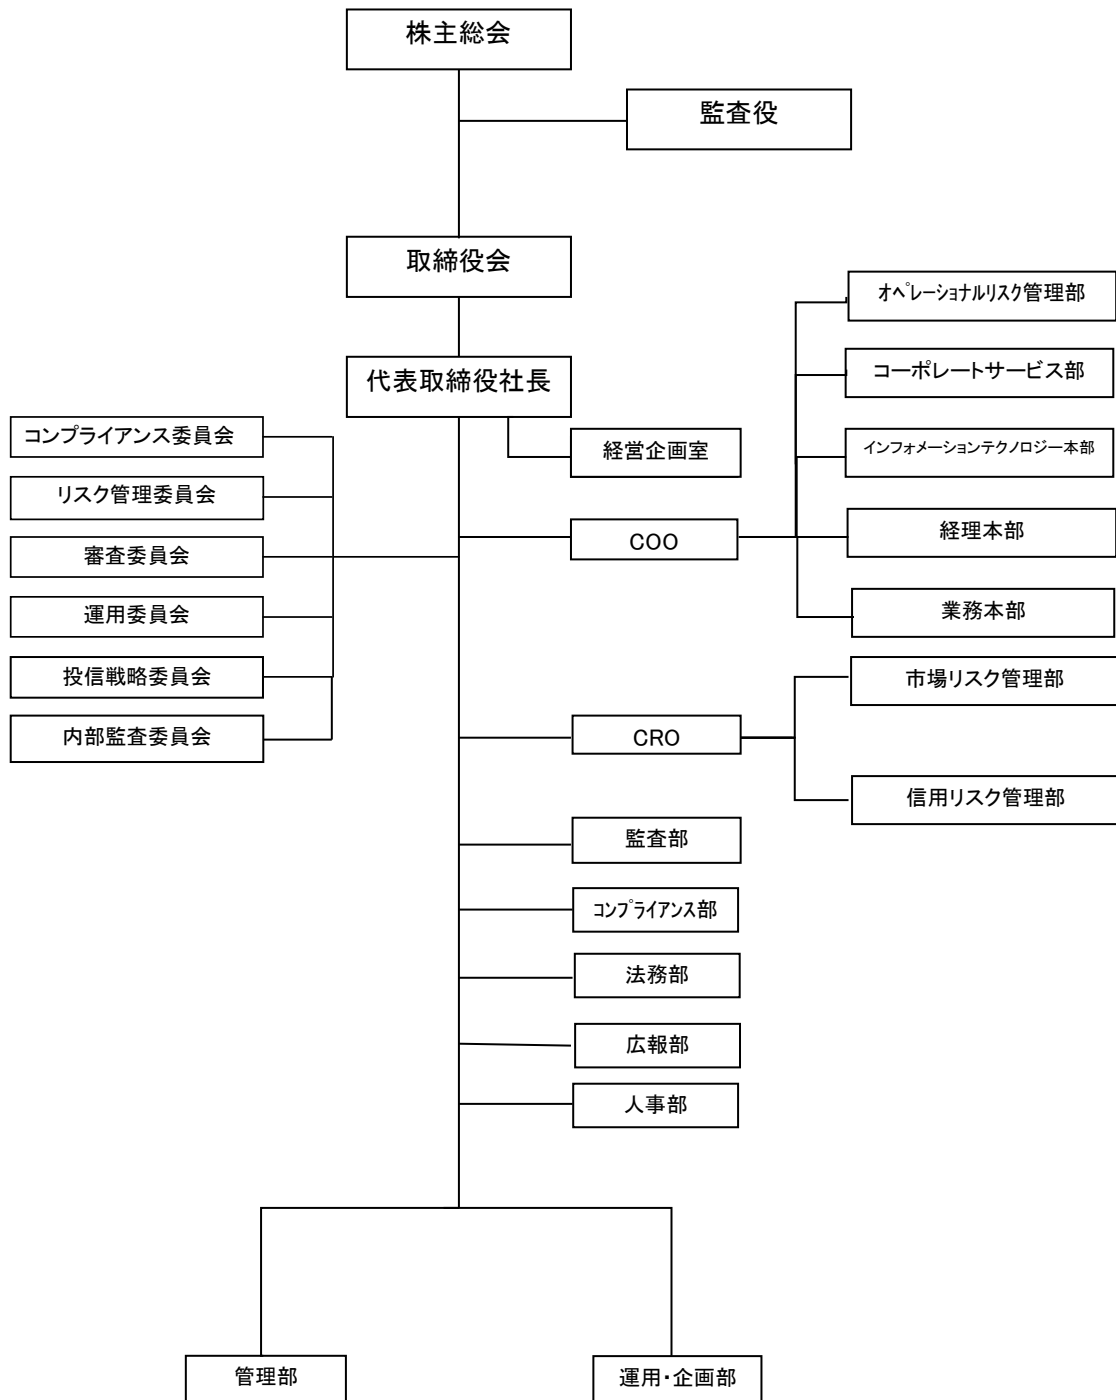 株主総会
監査役
取締役会
オペレーショナルリスク管理部
コーポレートサービス部
代表取締役社長
コンプライアンス委員会
経営企画室
インフォメーションテクノロジー本部
リスク管理委員会
COO
経理本部
審査委員会
運用委員会
業務本部
投信戦略委員会
市場リスク管理部
内部監査委員会
CRO
信用リスク管理部
監査部
コンプライアンス部
法務部
広報部
人事部
管理部
運用・企画部